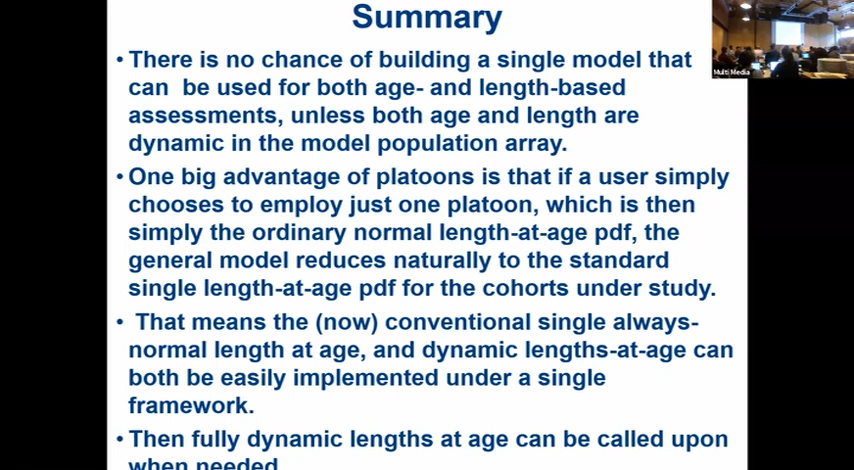 Summary
• There is no chance of building a single model that
can  be used for both age- and length-based
assessments, unless both age and length are
dynamic in the model population array.
• One big advantage of platoons is that if a user simply
chooses to employ just one platoon, which is then
simply the ordinary normal length-at-age pdf, the
general model reduces naturally to the standard
single length-at-age pdf for the cohorts under study.
•  That means the (now) conventional single always-
normal length at age, and dynamic lengths-at-age can
both be easily implemented under a single
framework.
• Then fully dynamic lengths at age can be called upon
when needed
Multi Media